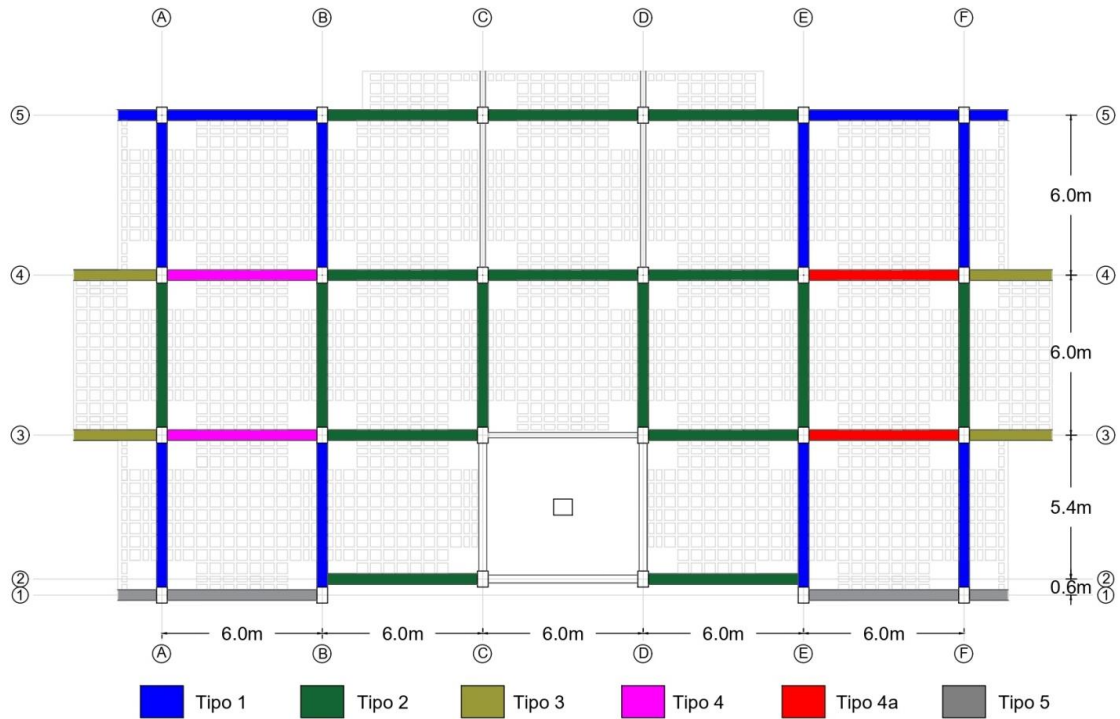 A B C D E F
5 5
6.0m
4 4
6.0m
3 3
5.4m
2 2
0.6m
1 1
6.0m 6.0m 6.0m 6.0m 6.0m
A B C D E F
Tipo 1 Tipo 2 Tipo 3 Tipo 4 Tipo 4a Tipo 5